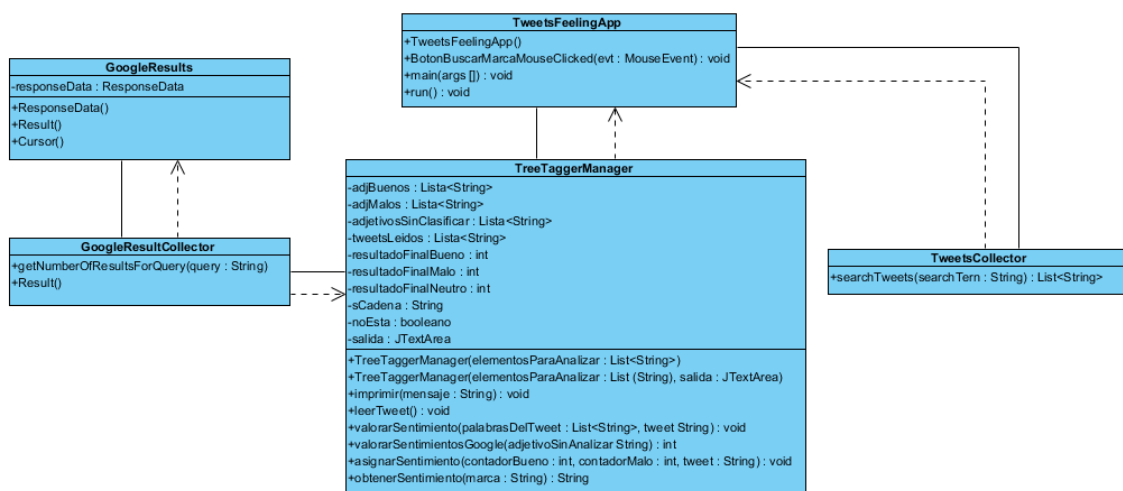 TweetsFeelingApp
+TweetsFeelingApp()
+BotonBuscarMarcaMouseClicked(evt : MouseEvent) : void
+main(args []) : void
+run() : void
GoogleResults
-responseData : ResponseData
+ResponseData()
+Result()
+Cursor()
TreeTaggerManager
-adjBuenos : Lista<String>
-adjMalos : Lista<String>
-adjetivosSinClasificar : Lista<String>
-tweetsLeidos : Lista<String>
-resultadoFinalBueno : int
-resultadoFinalMalo : int
-resultadoFinalNeutro : int
-sCadena : String
-noEsta : booleano
-salida : JTextArea
+TreeTaggerManager(elementosParaAnalizar : List<String>)
+TreeTaggerManager(elementosParaAnalizar : List (String), salida : JTextArea)
+imprimir(mensaje : String) : void
+leerTweet() : void
+valorarSentimiento(palabrasDelTweet : List<String>, tweet String) : void
+valorarSentimientosGoogle(adjetivoSinAnalizar String) : int
+asignarSentimiento(contadorBueno : int, contadorMalo : int, tweet : String) : void
+obtenerSentimiento(marca : String) : String
GoogleResultCollector
+getNumberOfResultsForQuery(query : String)
+Result()
TweetsCollector
+searchTweets(searchTern : String) : List<String>